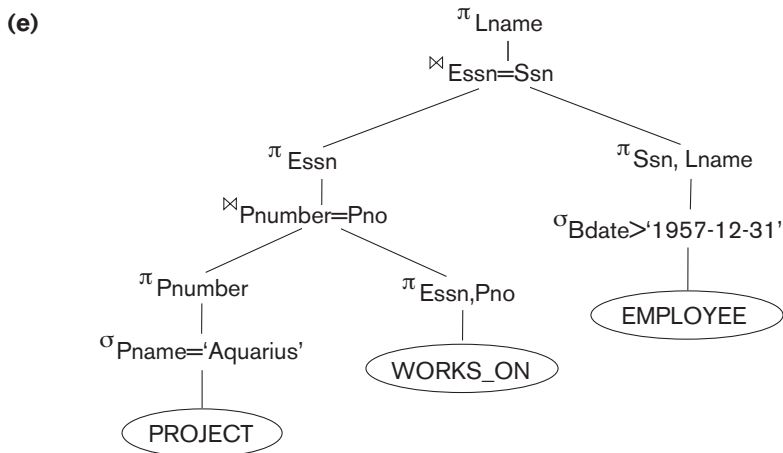 (e)
π Lname
⋈ Essn=Ssn
π Essn
π Ssn, Lname
⋈ Pnumber=Pno
σ Bdate>‘1957-12-31’
π Pnumber
π Essn,Pno
EMPLOYEE
σ Pname=‘Aquarius’
WORKS_ON
PROJECT